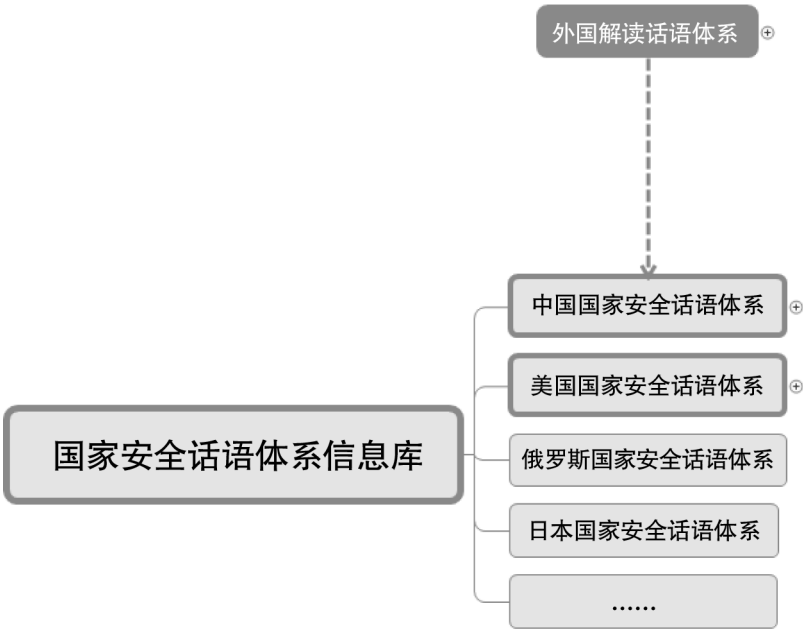 外国解读话语体系
中国国家安全话语体系
美国国家安全话语体系
国家安全话语体系信息库
俄罗斯国家安全话语体系
日本国家安全话语体系
......